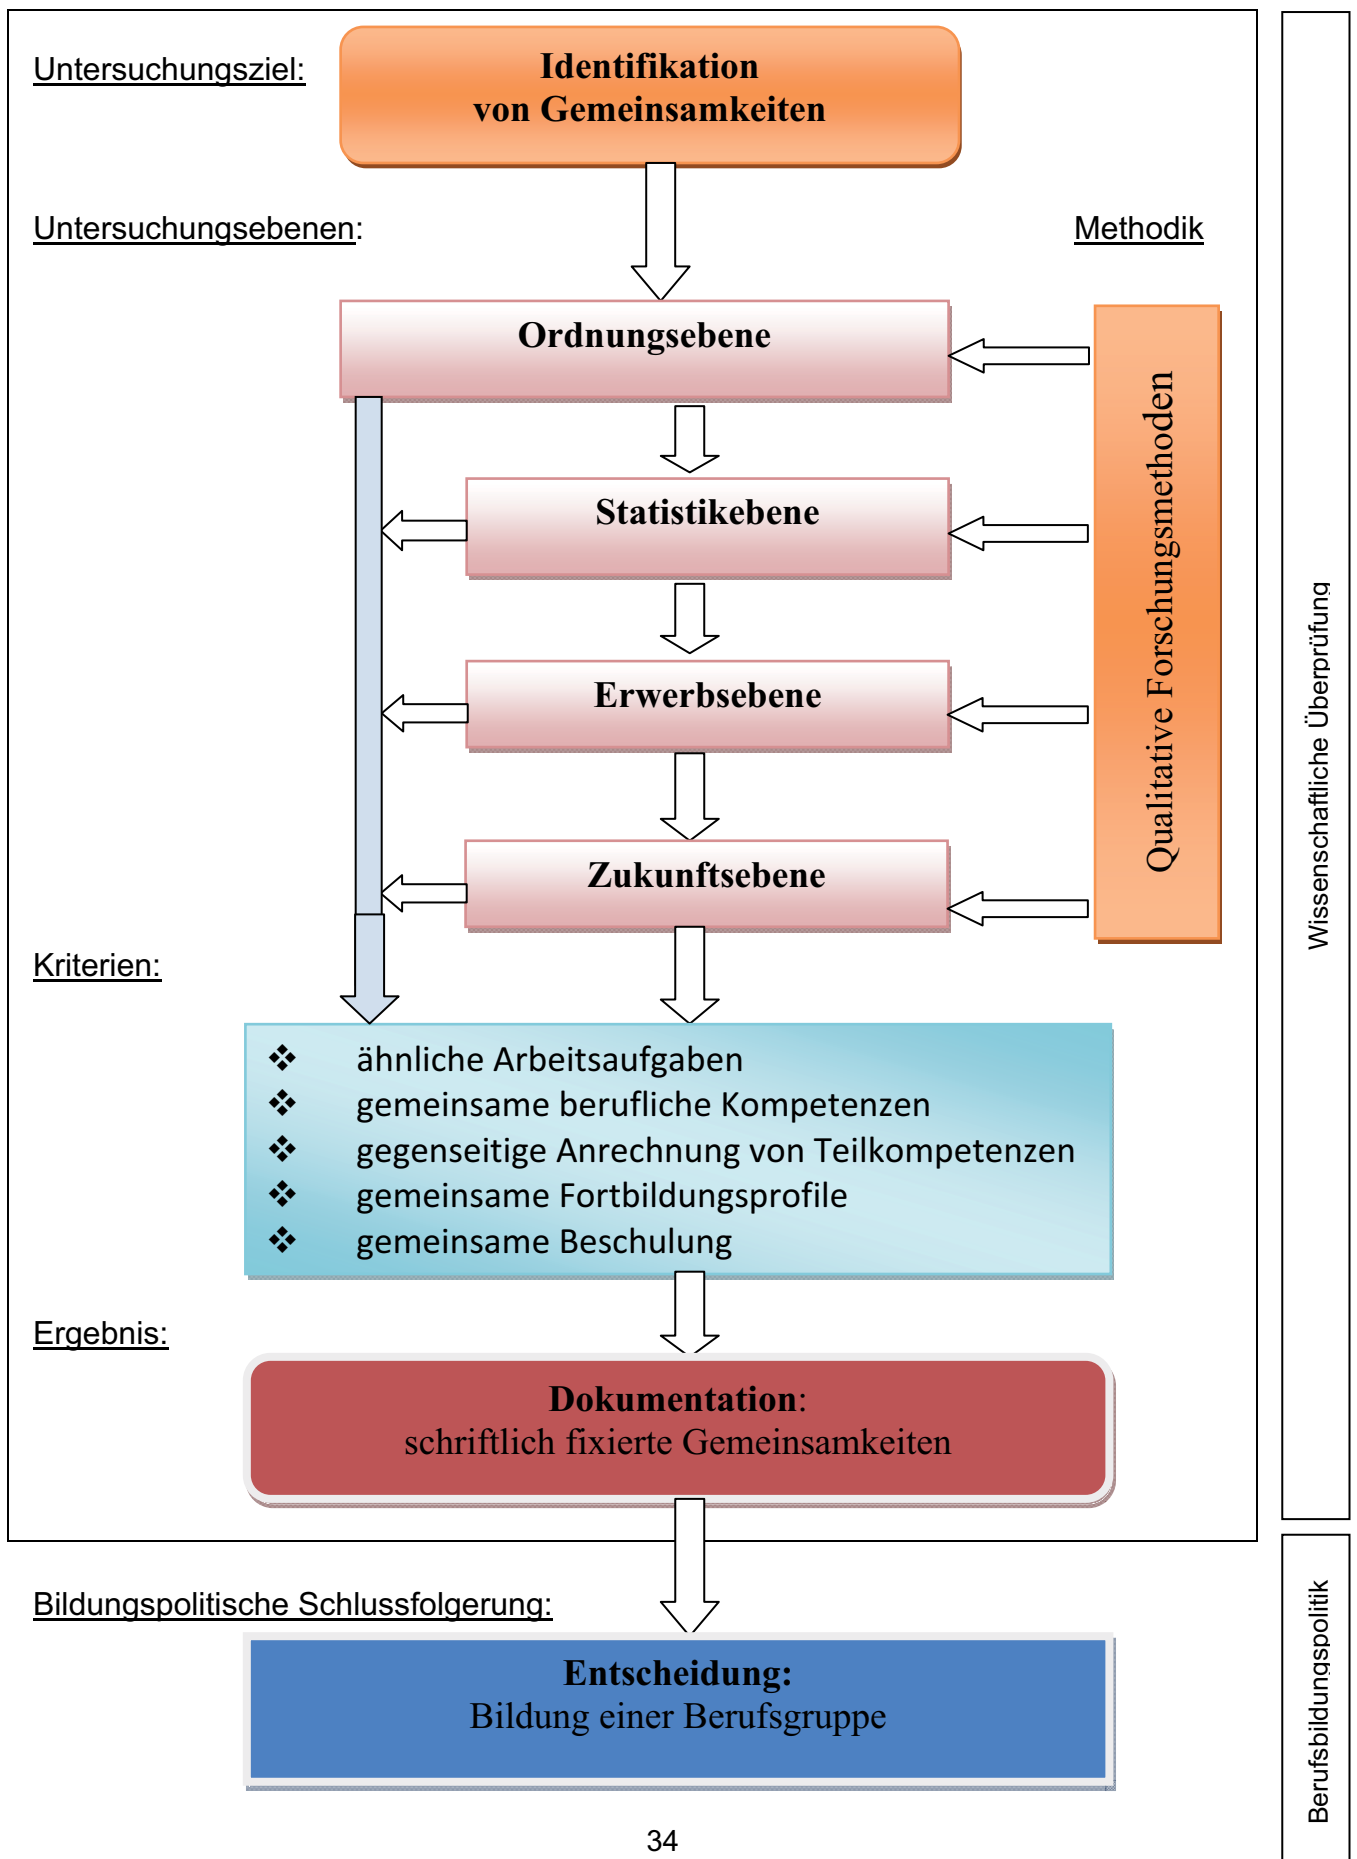 Untersuchungsziel:
Identifikation
von Gemeinsamkeiten
Untersuchungsebenen:
Methodik
Ordnungsebene
Statistikebene
Erwerbsebene
Zukunftsebene
Qualitative Forschungsmethoden
Wissenschaftliche Überprüfung
Kriterien:
❖ ähnliche Arbeitsaufgaben
❖ gemeinsame berufliche Kompetenzen
❖ gegenseitige Anrechnung von Teilkompetenzen
❖ gemeinsame Fortbildungsprofile
❖ gemeinsame Beschulung
Ergebnis:
Dokumentation:
schriftlich fixierte Gemeinsamkeiten
Bildungspolitische Schlussfolgerung:
Entscheidung:
Bildung einer Berufsgruppe
Berufsbildungspolitik
34